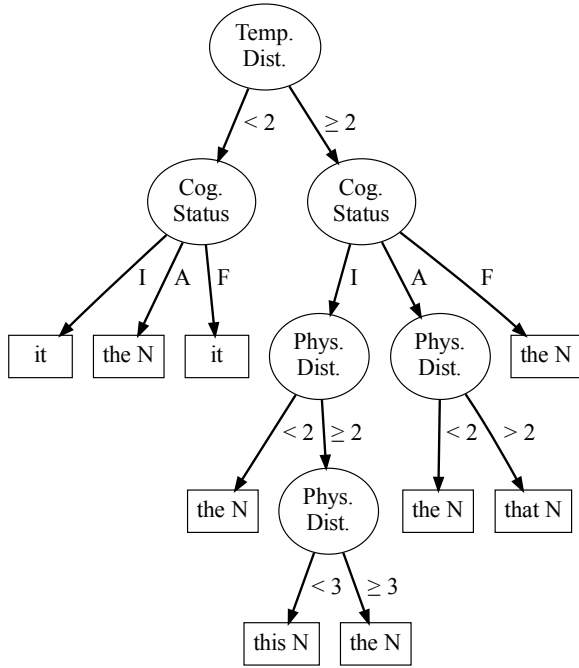 Temp.
Dist.
< 2
≥ 2
Cog.
Status
Cog.
Status
I
A
F
I
A
F
it
the N
it
Phys.
Dist.
Phys.
Dist.
the N
< 2
≥ 2
< 2
> 2
the N
Phys.
Dist.
the N
that N
< 3
≥ 3
this N
the N